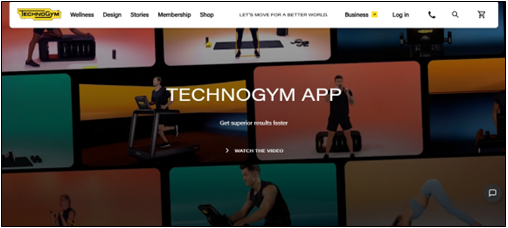 TECHNOGYM Wellness Design Stories Membership Shop LET'S MOVE FOR A BETTER WORLD. Business Log in
TECHNOGYM APP
Get superior results faster
WATCH THE VIDEO